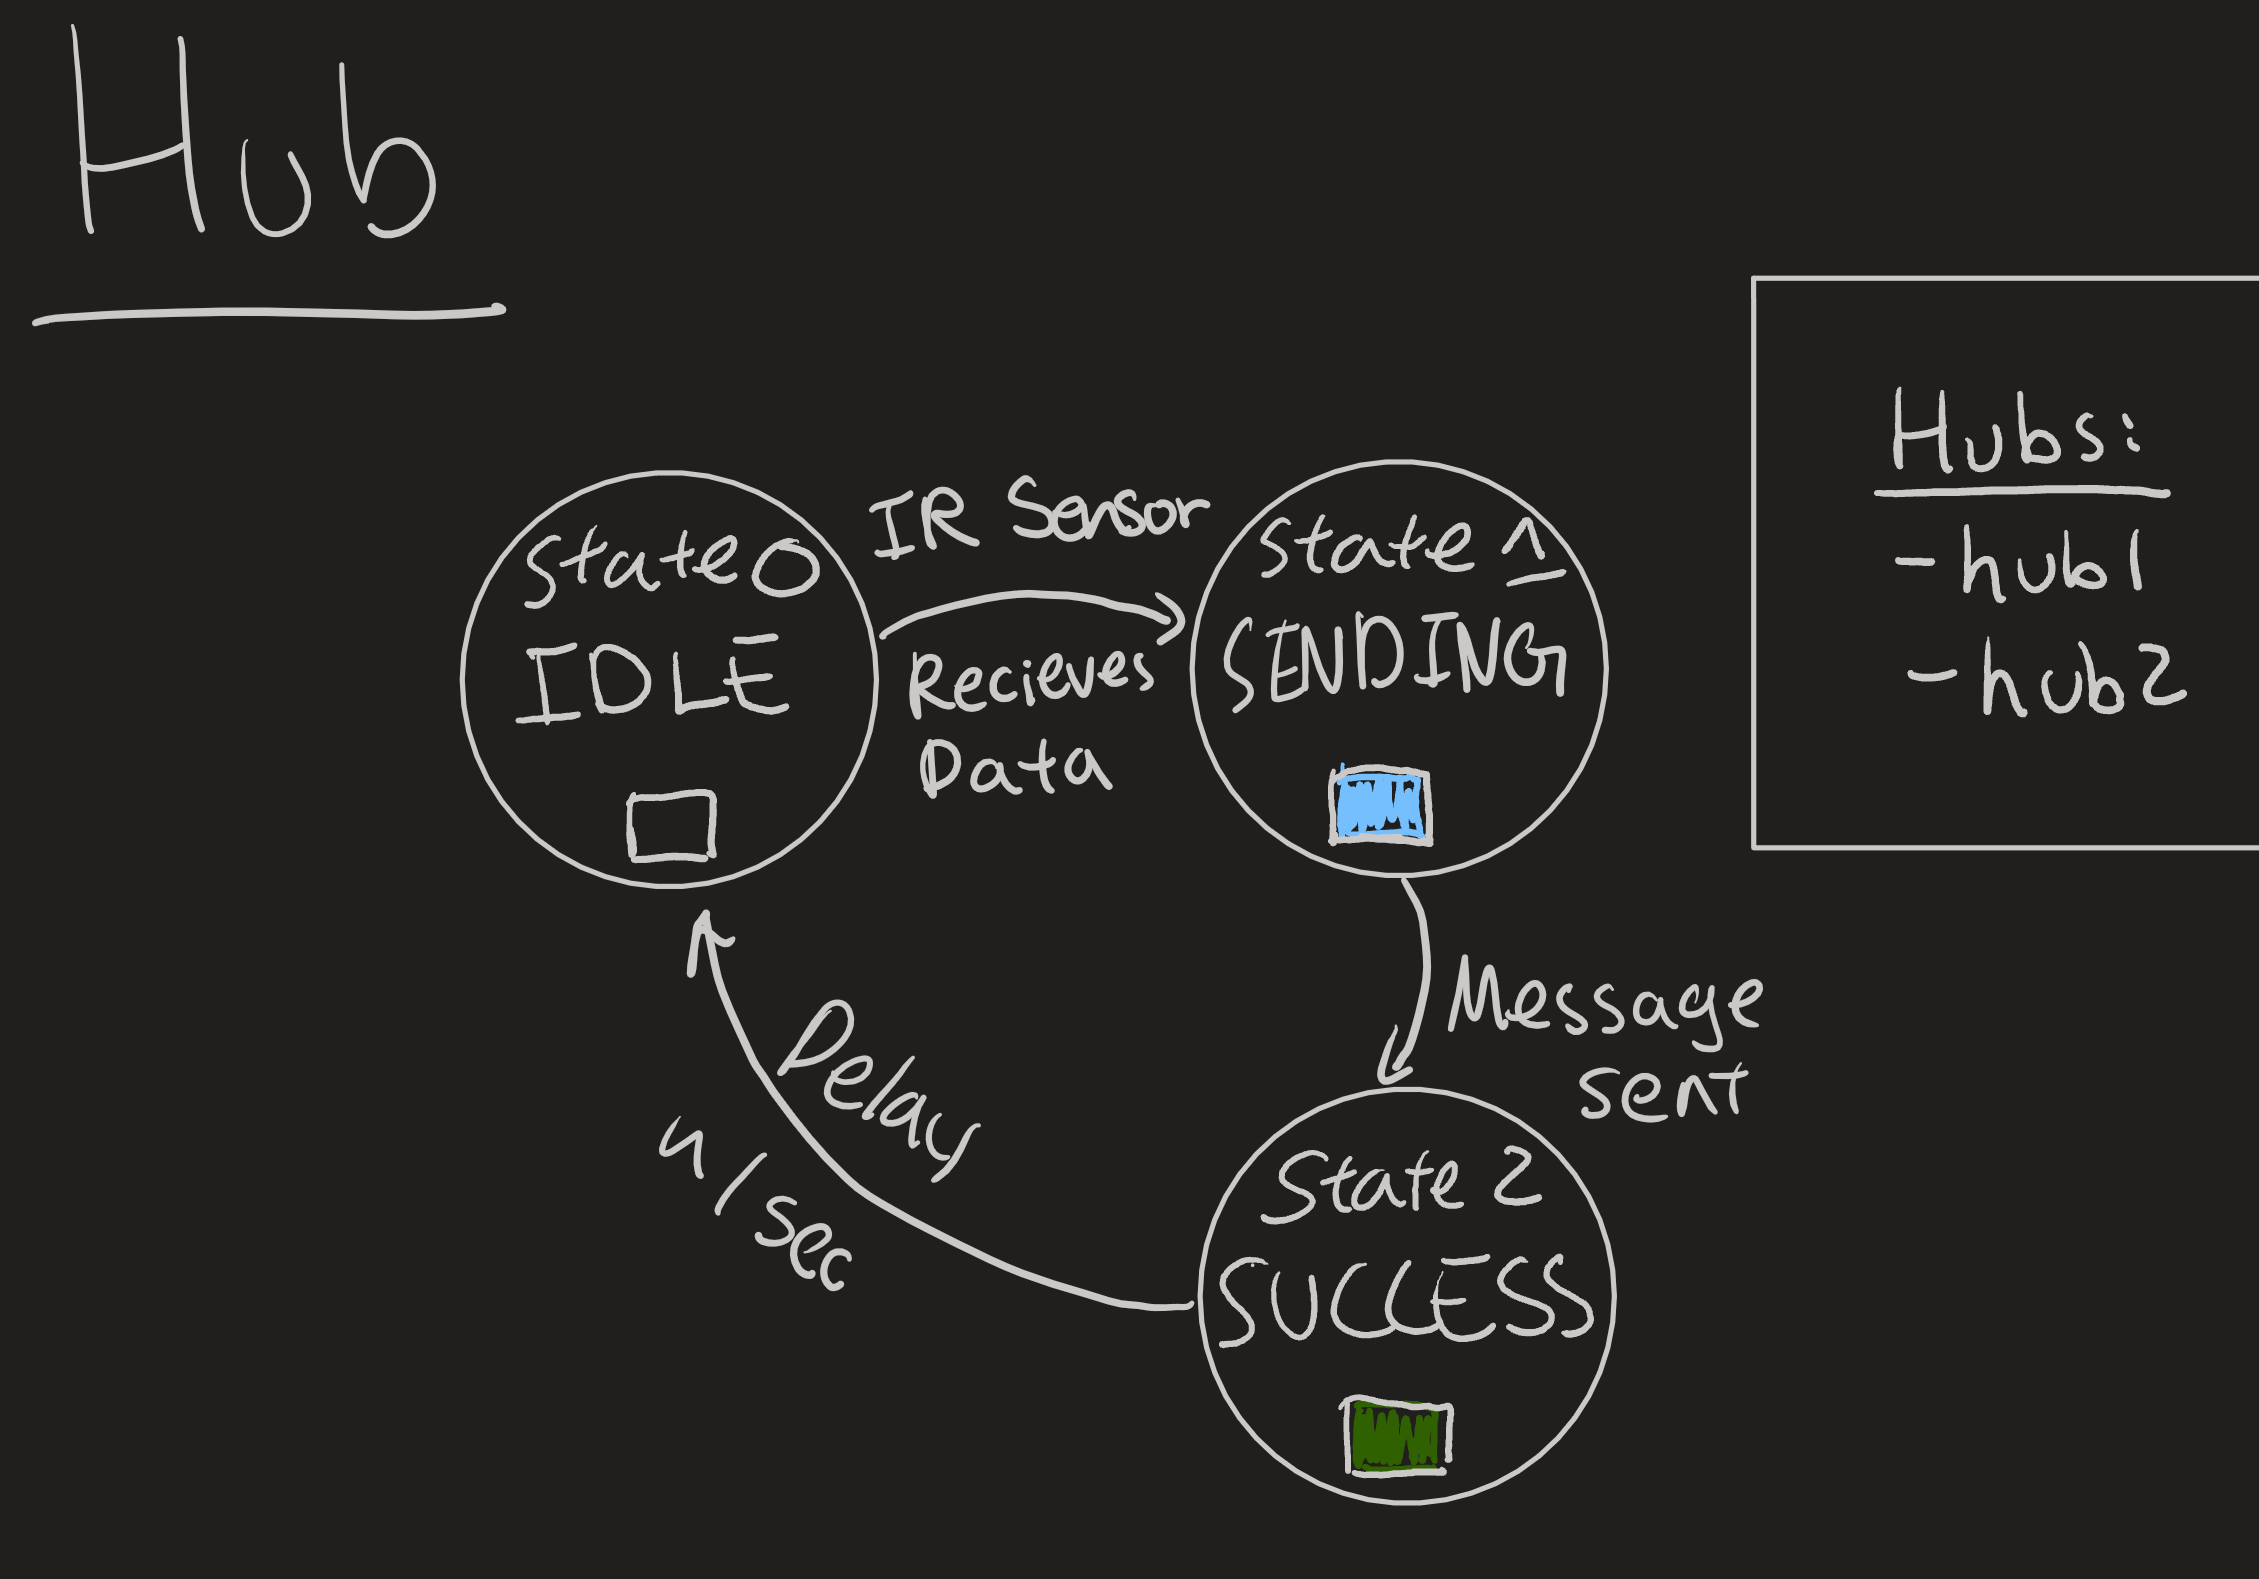 Hub
State 0
IDLE
IR Sensor
Recieves
Data
State 1
SENDING
Message
sent
State 2
SUCCESS
Delay
4/sec
Hubs:
-hub1
-hub2